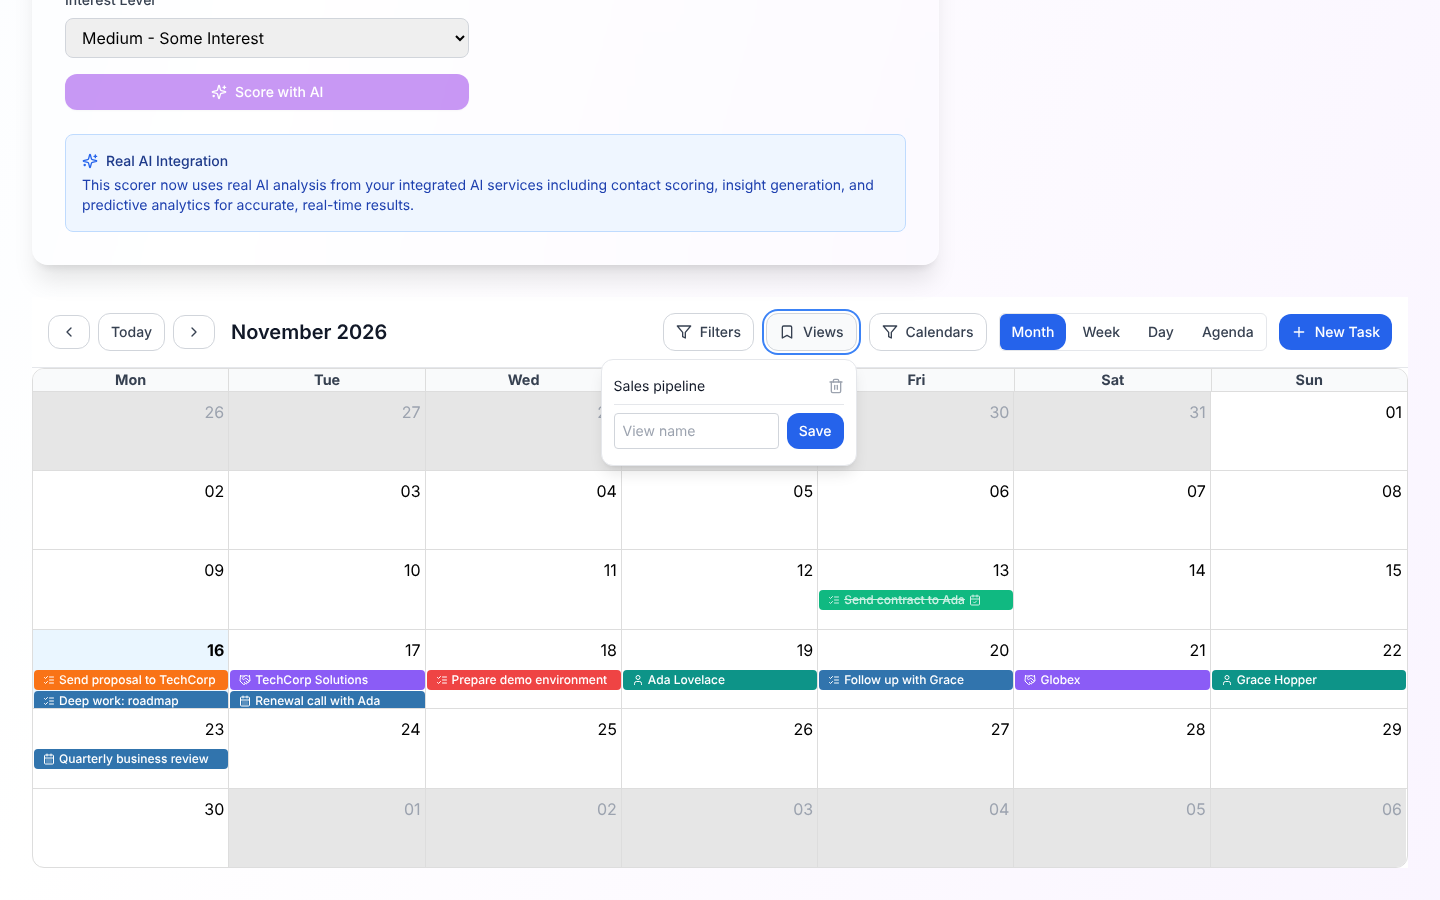 Interest Level
Medium - Some Interest
Score with AI
Real AI Integration
This scorer now uses real AI analysis from your integrated AI services including contact scoring, insight generation, and
predictive analytics for accurate, real-time results.
Today
November 2026
Filters
Views
Calendars
Month
Week
Day
Agenda
New Task
Sales pipeline
View name
Save
Mon
Tue
Wed
Fri
Sat
Sun
26
27
30
31
01
02
03
04
05
06
07
08
09
10
11
12
13
14
15
Send contract to Ada
16
17
18
19
20
21
22
Send proposal to TechCorp
TechCorp Solutions
Prepare demo environment
Ada Lovelace
Follow up with Grace
Globex
Grace Hopper
Deep work: roadmap
Renewal call with Ada
23
24
25
26
27
28
29
Quarterly business review
30
01
02
03
04
05
06